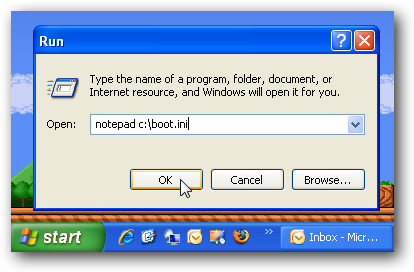 Run
Type the name of a program, folder, document, or
Internet resource, and Windows will open it for you.
Open:
notepad c:\boot.ini
OK
Cancel
Browse...
start
Inbox - Micr...